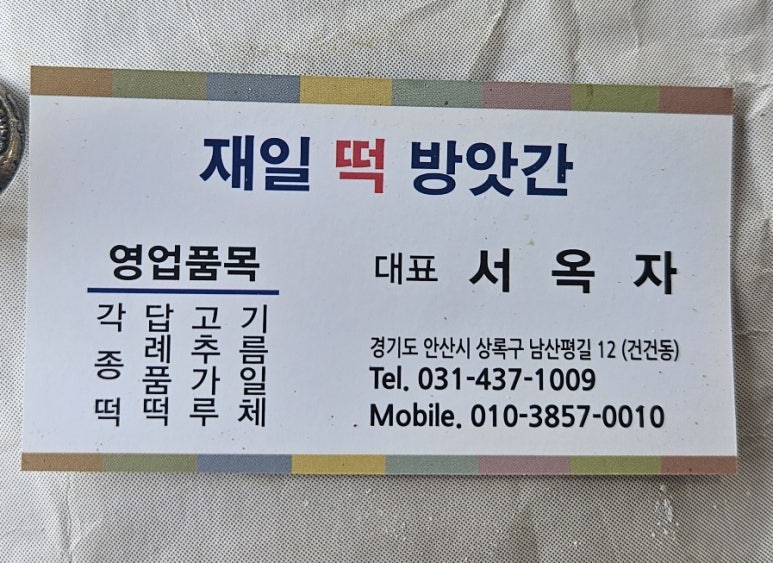 재일 떡 방앗간
영업품목
각종떡
답례품떡
고추가루
기름일체
대표 서옥자
경기도 안산시 상록구 남산평길 12 (건건동)
Tel. 031-437-1009
Mobile. 010-3857-0010